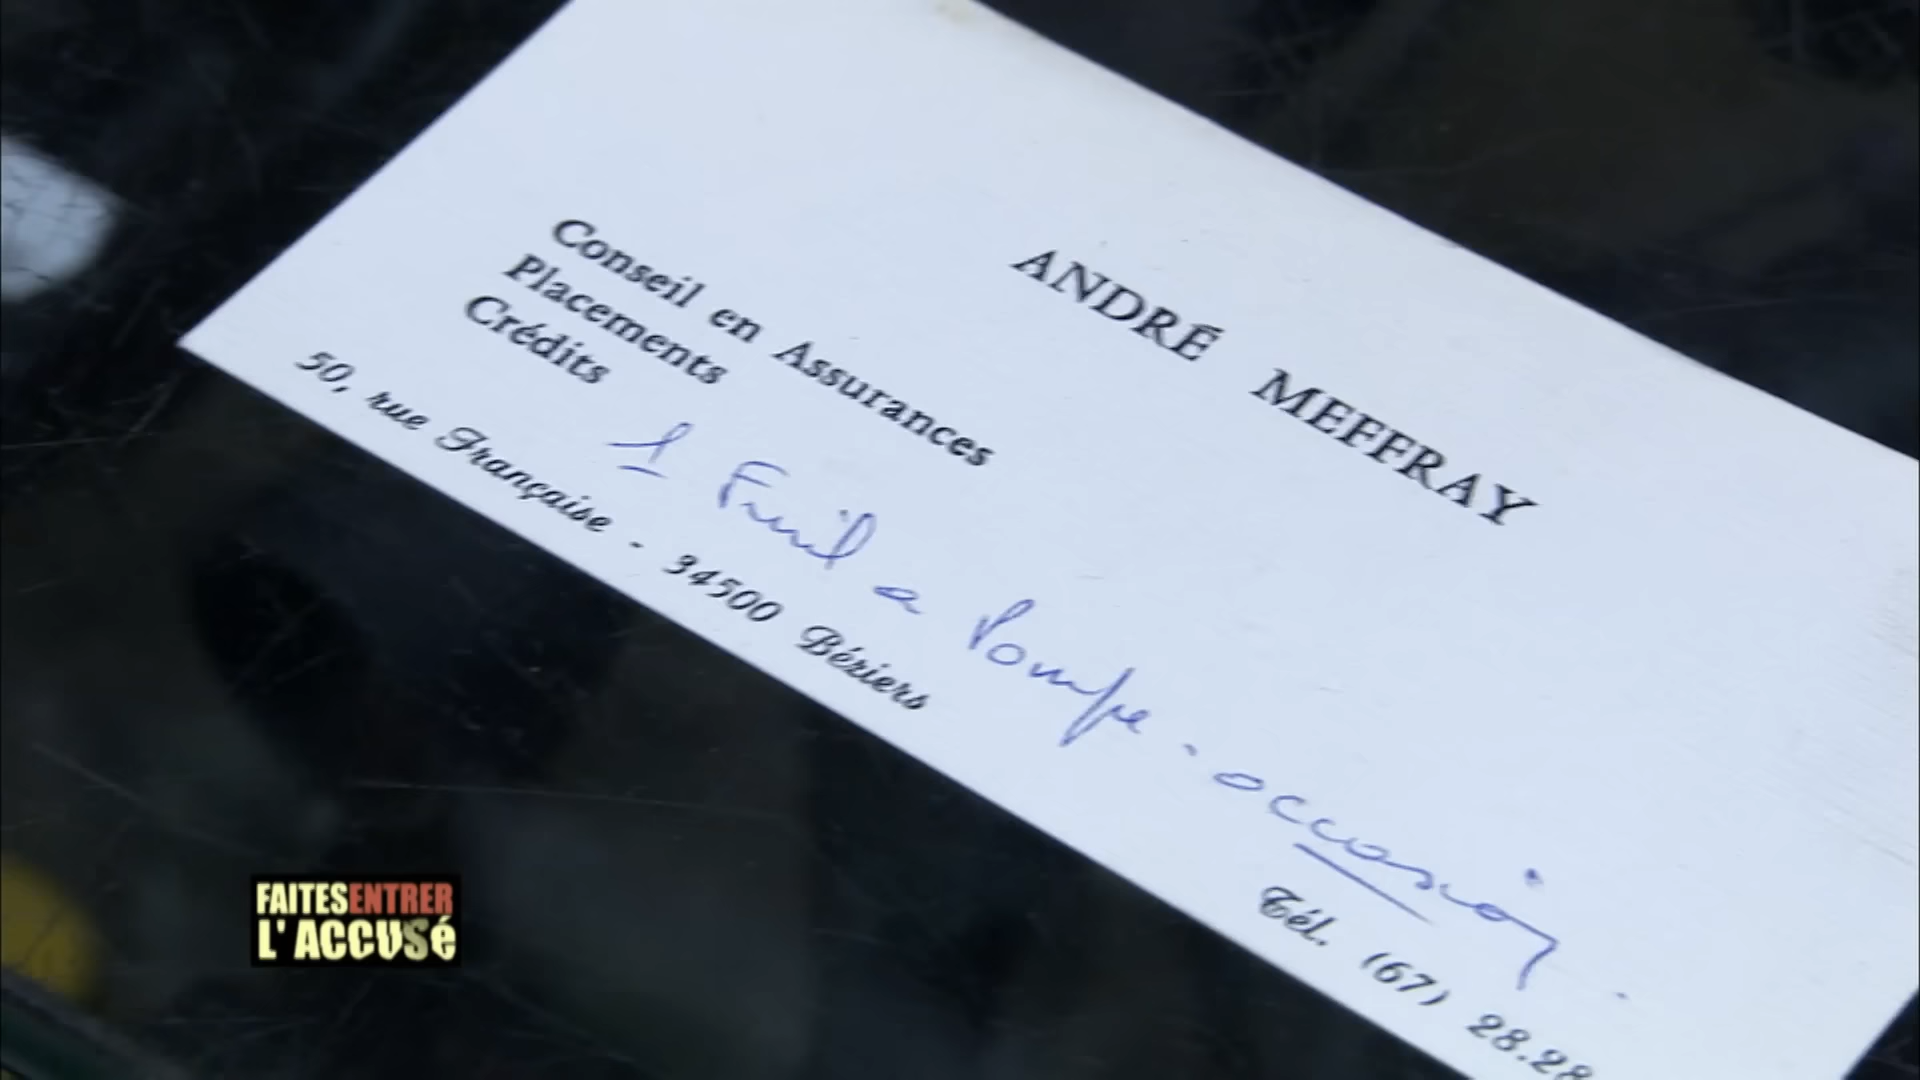 ANDRÉ MEFFRAY
Conseil en Assurances
Placements
Crédits
1 Fusil a Pompe - occasion
50, rue Française - 34500 Béziers
Tél. (67) 28.28
FAITES ENTRER
L'ACCUSé